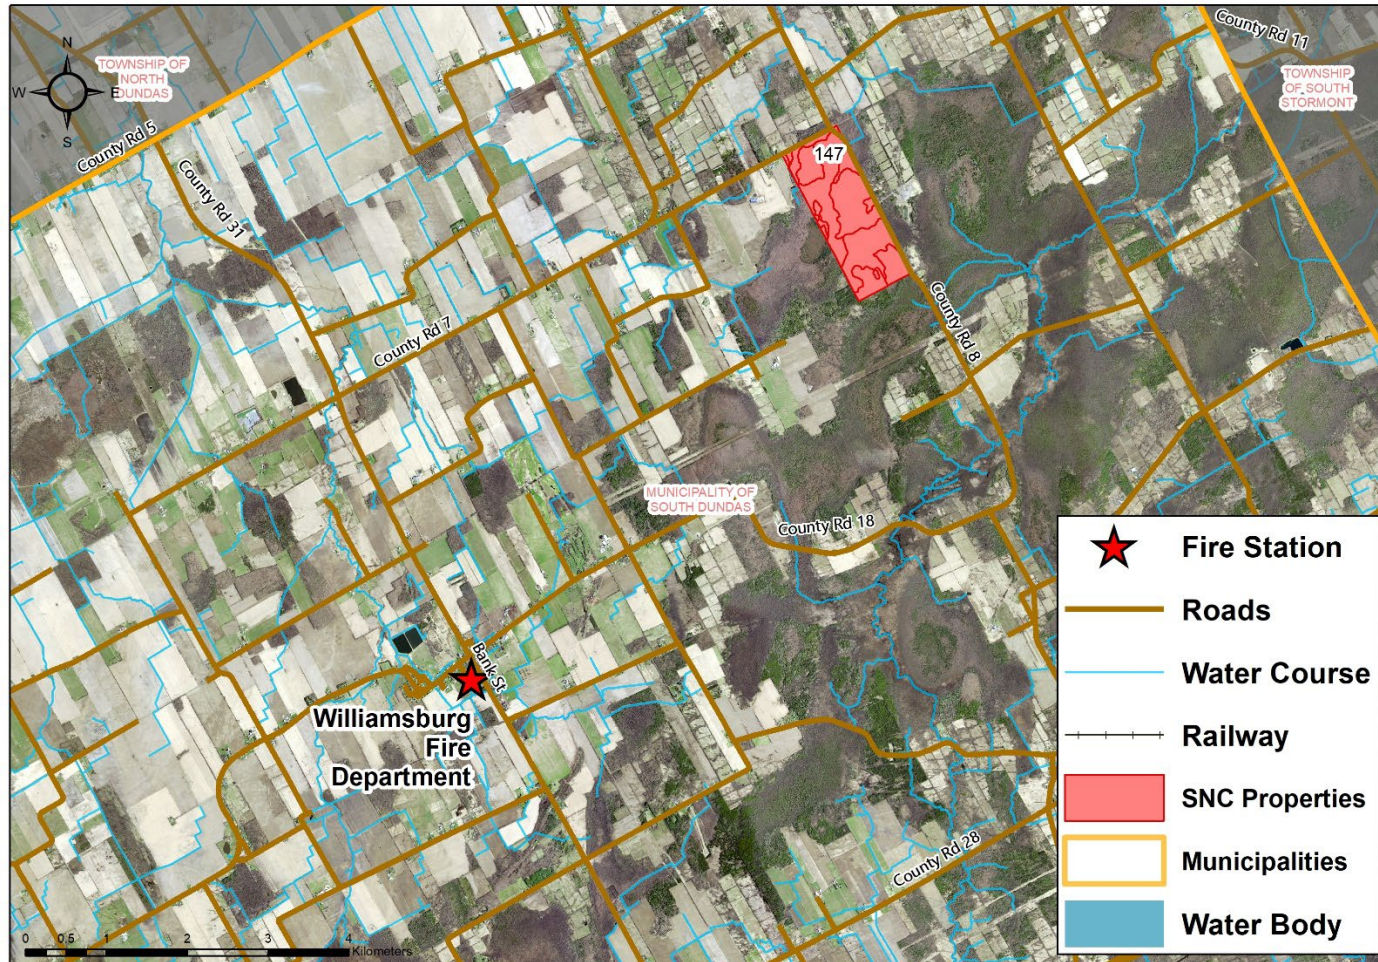 N
W
E
S
TOWNSHIP OF
NORTH
DUNDAS
County Rd 5
County Rd 31
County Rd 7
147
County Rd 11
TOWNSHIP
OF SOUTH
STORMONT
County Rd 8
MUNICIPALITY OF
SOUTH DUNDAS
County Rd 18
Bank St
Williamsburg
Fire
Department
County Rd 28
0 0.5 1 2 3 4
Kilometers
Fire Station
Roads
Water Course
Railway
SNC Properties
Municipalities
Water Body